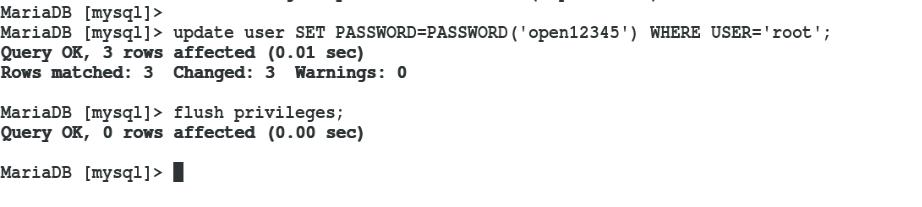 MariaDB [mysql]>
MariaDB [mysql]> update user SET PASSWORD=PASSWORD('open12345') WHERE USER='root';
Query OK, 3 rows affected (0.01 sec)
Rows matched: 3  Changed: 3  Warnings: 0
MariaDB [mysql]> flush privileges;
Query OK, 0 rows affected (0.00 sec)
MariaDB [mysql]>